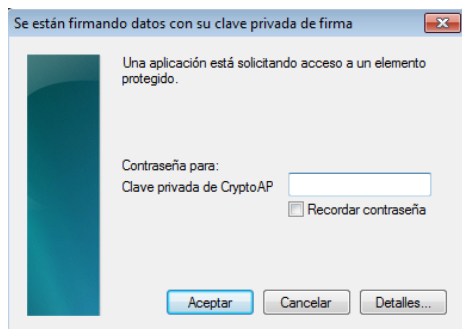 Se están firmando datos con su clave privada de firma
Una aplicación está solicitando acceso a un elemento
protegido.
Contraseña para:
Clave privada de CryptoAP
Recordar contraseña
Aceptar
Cancelar
Detalles...